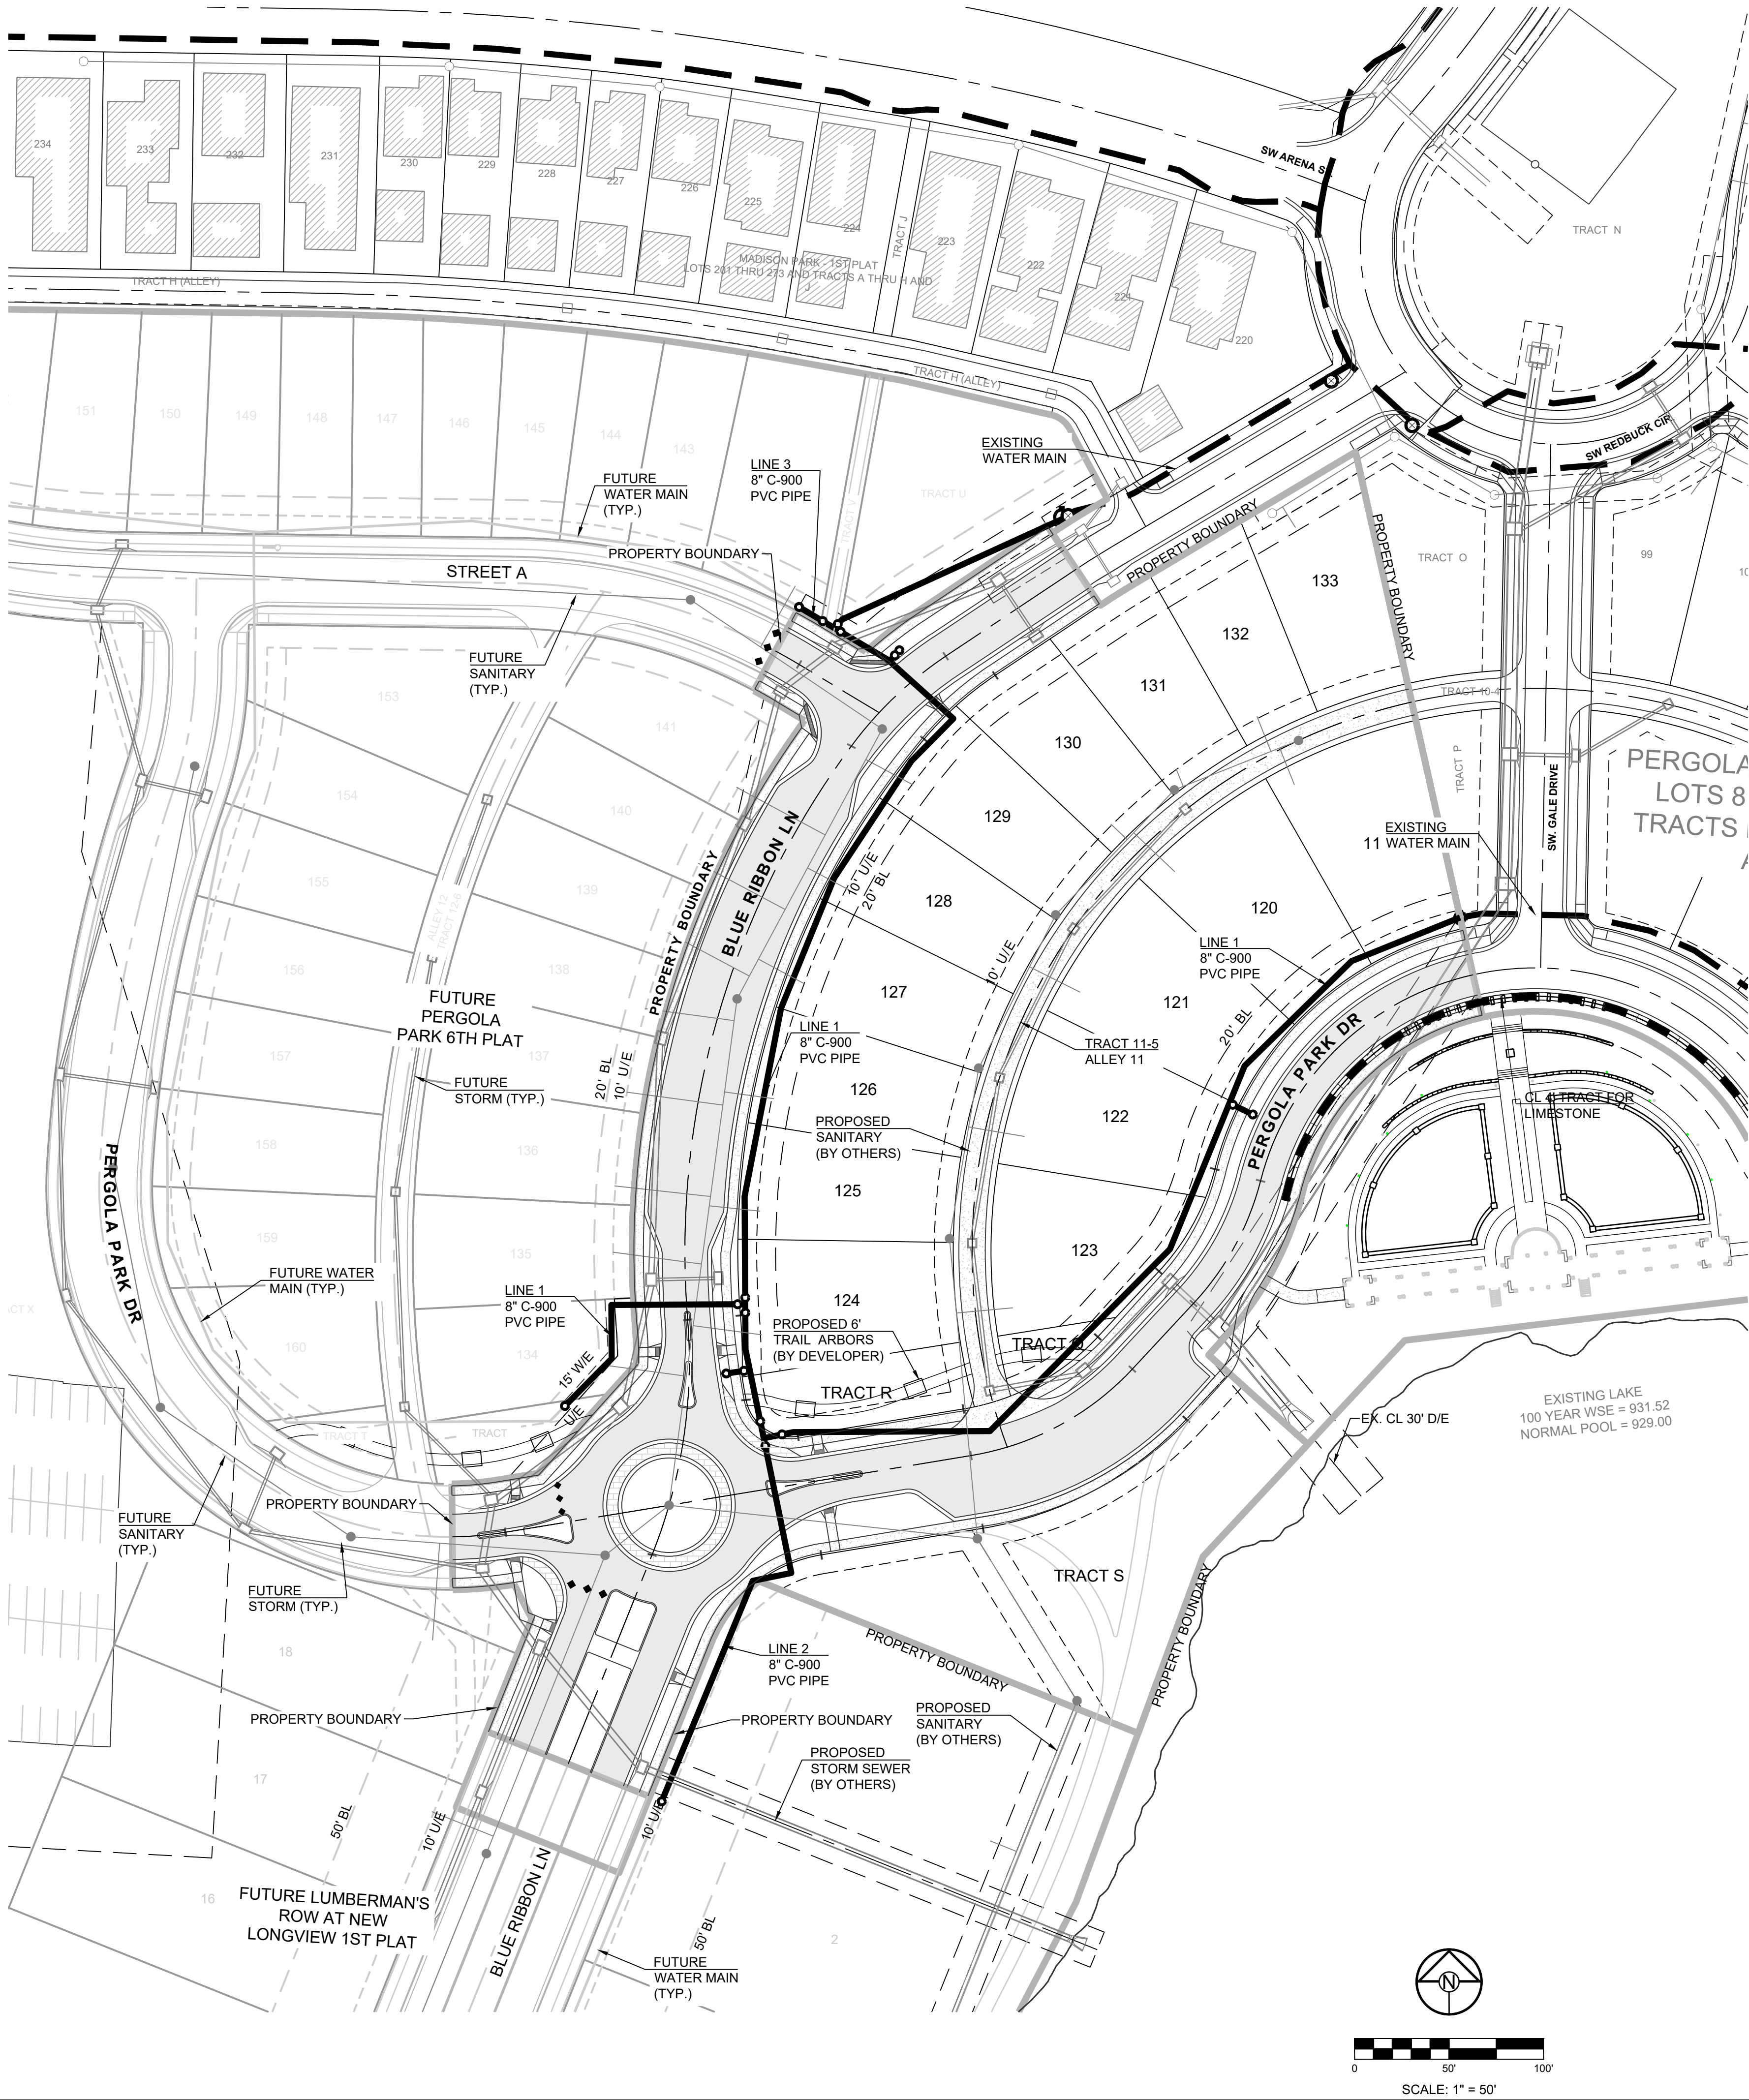 SW ARENA S
234
233
232
231
230
229
228
227
226
225
224
TRACT J
223
222
221
220
TRACT N
MADISON PARK - 1ST PLAT
LOTS 201 THRU 273 AND TRACTS A THRU H AND
J
TRACT H (ALLEY)
TRACT H (ALLEY)
151
150
149
148
147
146
145
144
143
EXISTING
WATER MAIN
SW REDBUCK CIR
LINE 3
8" C-900
PVC PIPE
FUTURE
WATER MAIN
(TYP.)
TRACT U
TRACT V
PROPERTY BOUNDARY
PROPERTY BOUNDARY
PROPERTY BOUNDARY
STREET A
TRACT O
99
10
133
132
131
130
129
128
127
126
125
124
FUTURE
SANITARY
(TYP.)
153
141
154
140
155
139
156
138
157
137
158
136
159
135
160
134
TRACT 10-4
TRACT P
SW. GALE DRIVE
PERGOLA
LOTS 8
TRACTS
A
EXISTING
11 WATER MAIN
BLUE RIBBON LN
PROPERTY BOUNDARY
10' U/E
20' BL
ALLEY 12
TRACT 12-6
120
121
122
123
LINE 1
8" C-900
PVC PIPE
10' U/E
20' BL
FUTURE
PERGOLA
PARK 6TH PLAT
LINE 1
8" C-900
PVC PIPE
TRACT 11-5
ALLEY 11
PERGOLA PARK DR
20' BL
10' U/E
FUTURE
STORM (TYP.)
PROPOSED
SANITARY
(BY OTHERS)
CL 4' TRACT FOR
LIMESTONE
PERGOLA PARK DR
FUTURE WATER
MAIN (TYP.)
LINE 1
8" C-900
PVC PIPE
PROPOSED 6'
TRAIL ARBORS
(BY DEVELOPER)
TRACT
TRACT R
15' W/E
U/E
ACT X
TRACT T
TRACT
EXISTING LAKE
100 YEAR WSE = 931.52
NORMAL POOL = 929.00
EX. CL 30' D/E
PROPERTY BOUNDARY
FUTURE
SANITARY
(TYP.)
FUTURE
STORM (TYP.)
TRACT S
18
17
16
LINE 2
8" C-900
PVC PIPE
PROPERTY BOUNDARY
PROPERTY BOUNDARY
PROPERTY BOUNDARY
PROPERTY BOUNDARY
PROPOSED
SANITARY
(BY OTHERS)
PROPOSED
STORM SEWER
(BY OTHERS)
50' BL
10' U/E
10' U/E
FUTURE LUMBERMAN'S
ROW AT NEW
LONGVIEW 1ST PLAT
BLUE RIBBON LN
50' BL
2
FUTURE
WATER MAIN
(TYP.)
N
0
50'
100'
SCALE: 1" = 50'